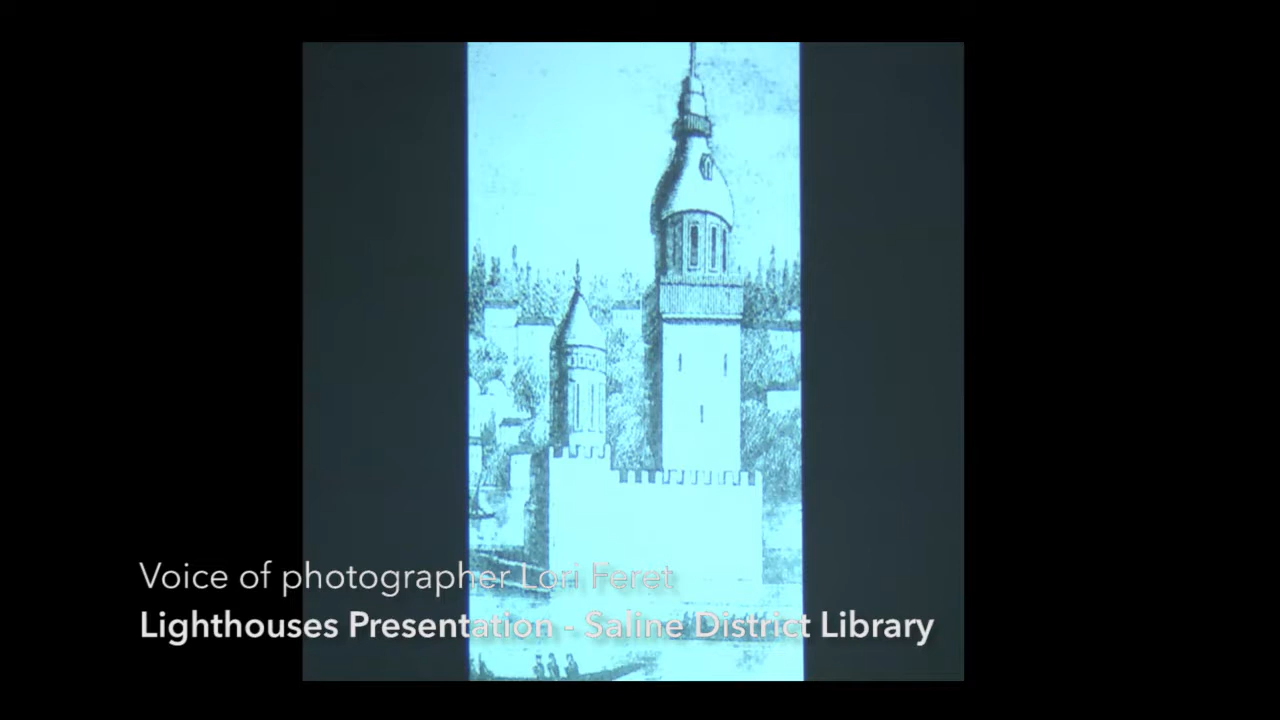 Voice of photographer Lori Feret
Lighthouses Presentation - Saline District Library